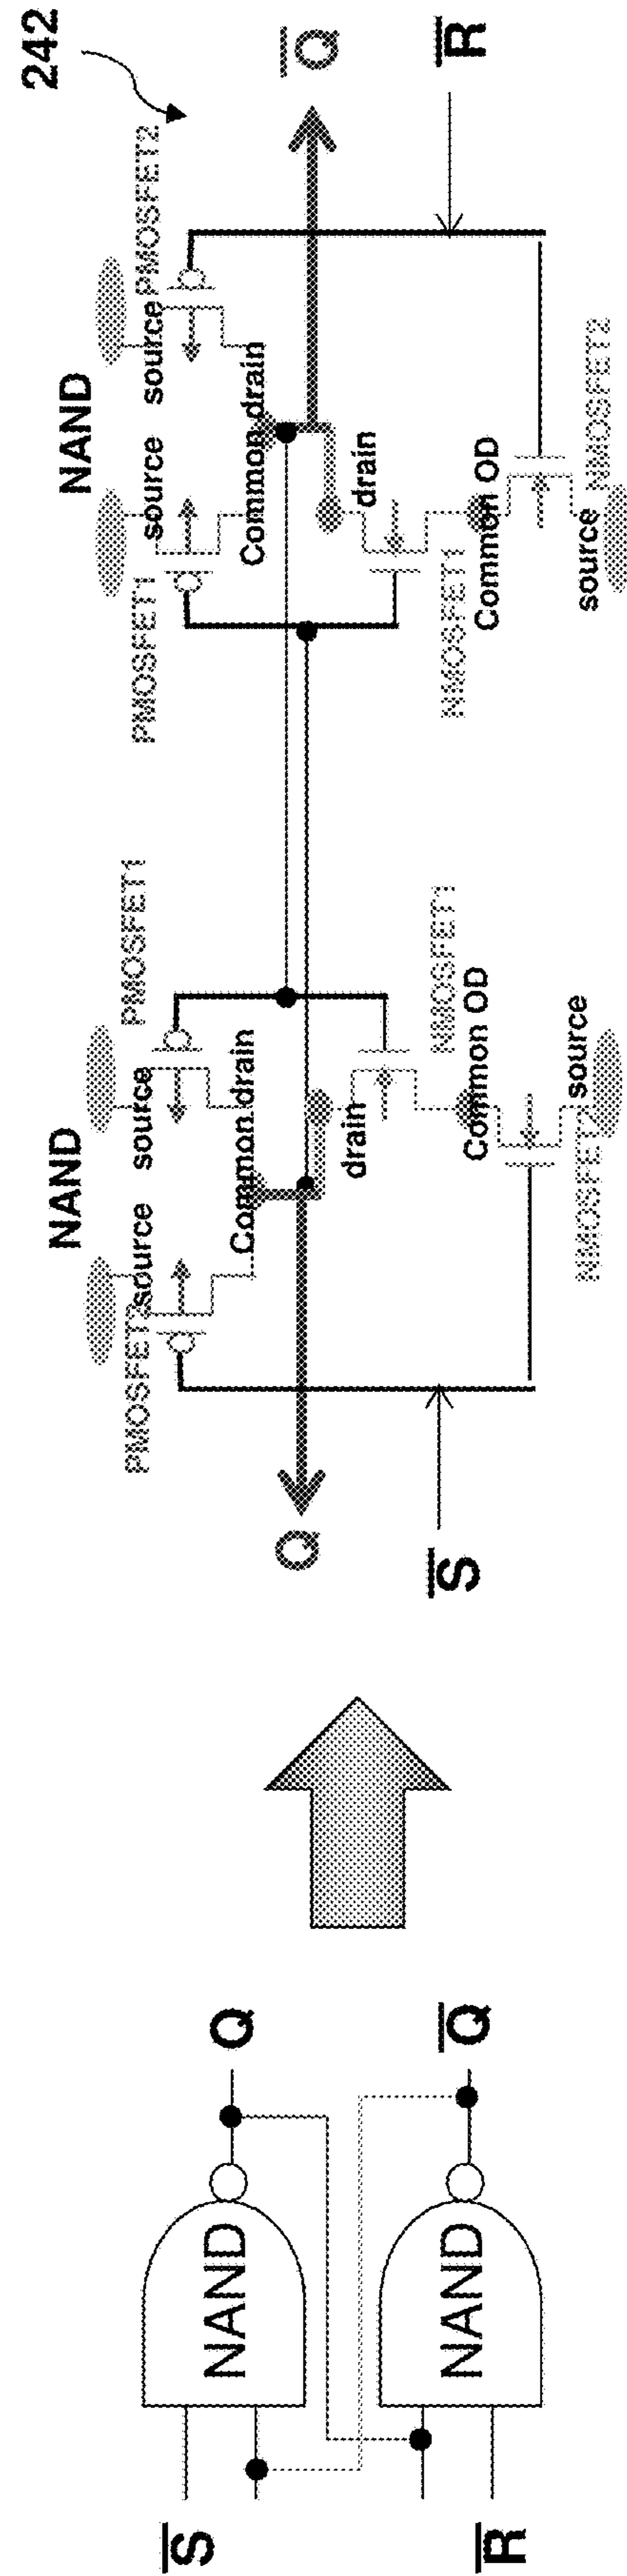 S̅
NAND
Q
R̅
NAND
Q̅
242
NAND
PMOSFET2
source
source
PMOSFET1
Common drain
Q
drain
NMOSFET1
S̅
Common OD
source
NMOSFET2
NAND
PMOSFET1
source
source
PMOSFET2
Common drain
Q̅
drain
R̅
NMOSFET1
Common OD
source
NMOSFET2